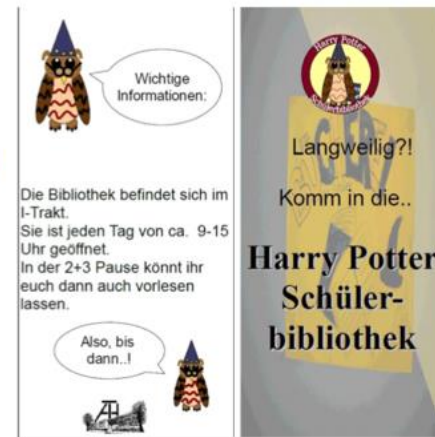 Wichtige
Informationen:
Die Bibliothek befindet sich im
I-Trakt.
Sie ist jeden Tag von ca. 9-15
Uhr geöffnet.
In der 2+3 Pause könnt ihr
euch dann auch vorlesen
lassen.
Also, bis
dann..!
Harry Potter
Schülerbibliothek
Langweilig?!
Komm in die..
Harry Potter
Schüler-
bibliothek